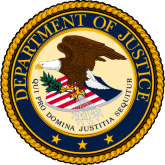 DEPARTMENT OF JUSTICE
QUI PRO DOMINA JUSTITIA SEQUITUR